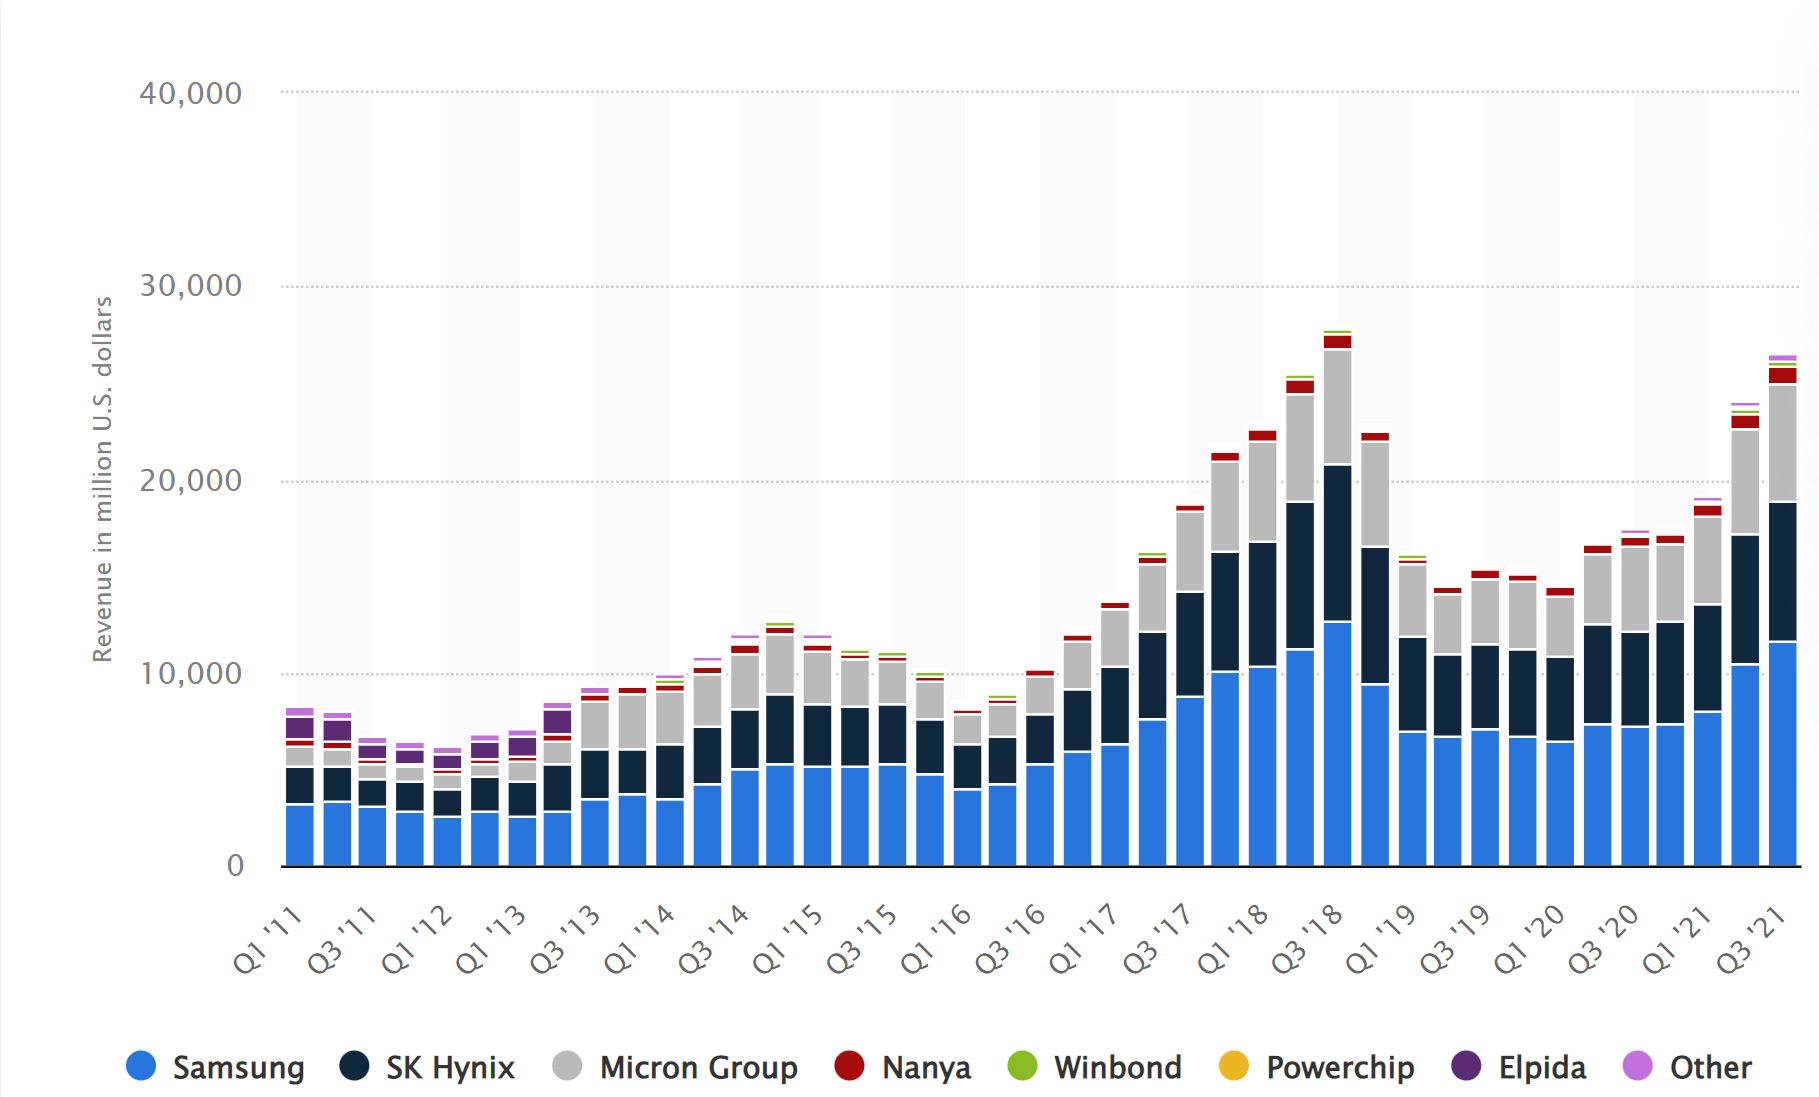 40,000
30,000
20,000
10,000
0
Revenue in million U.S. dollars
Q1 '11
Q3 '11
Q1 '12
Q1 '13
Q3 '13
Q1 '14
Q3 '14
Q1 '15
Q3 '15
Q1 '16
Q3 '16
Q1 '17
Q3 '17
Q1 '18
Q3 '18
Q1 '19
Q3 '19
Q1 '20
Q3 '20
Q1 '21
Q3 '21
Samsung SK Hynix Micron Group Nanya Winbond Powerchip Elpida Other